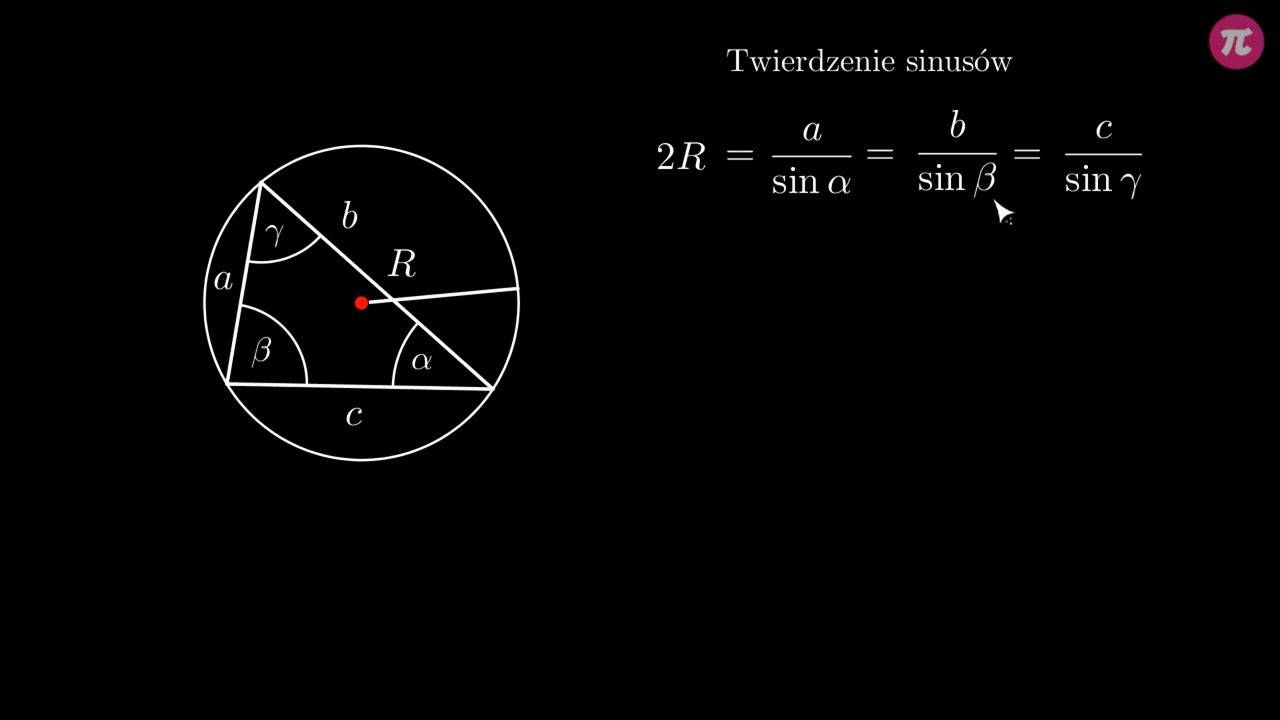 π
Twierdzenie sinusów
2R = a/sin α = b/sin β = c/sin γ
b
γ
R
a
β
α
c